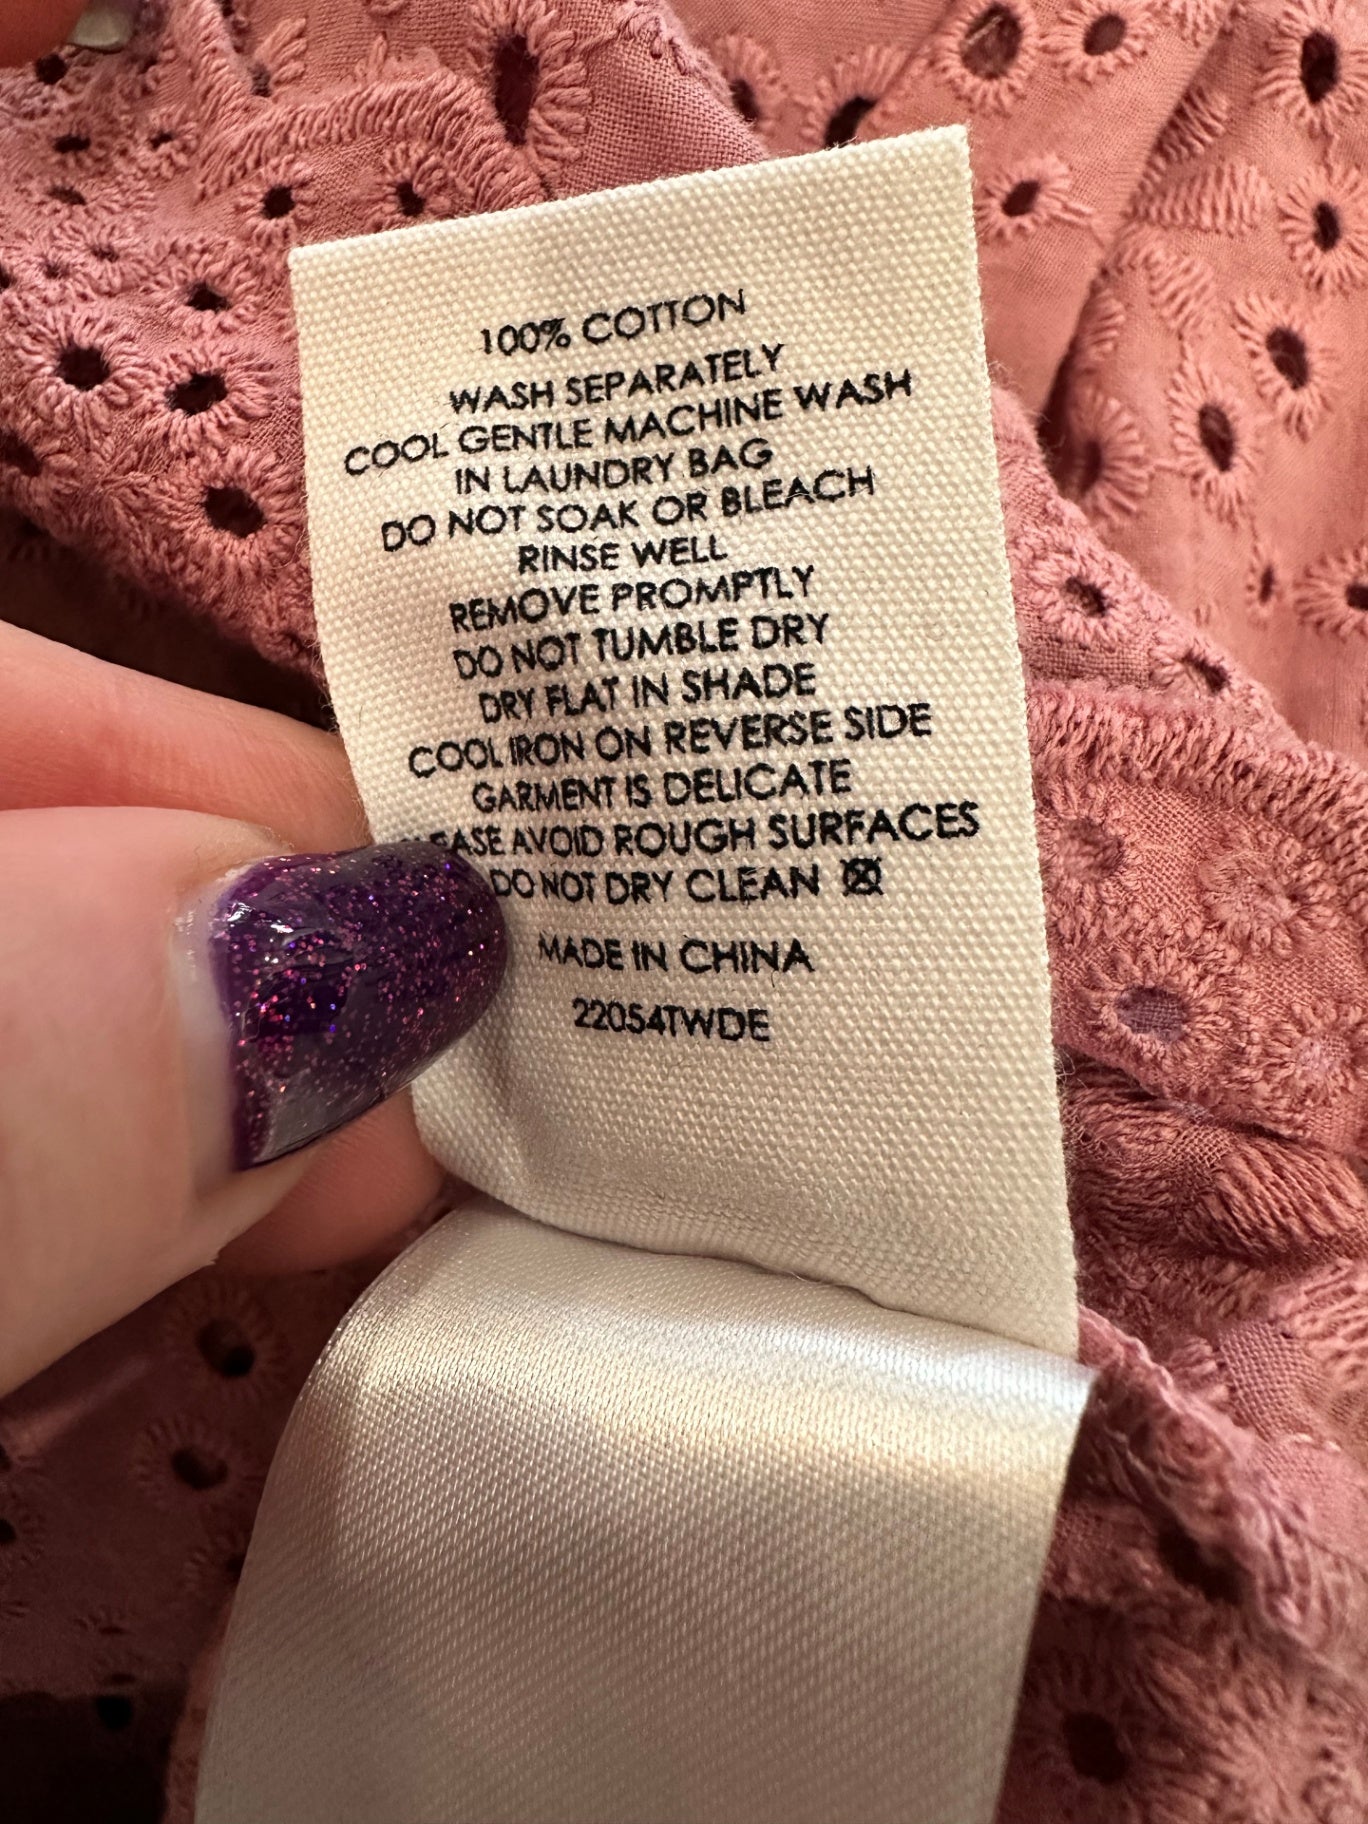 100% COTTON
WASH SEPARATELY
COOL GENTLE MACHINE WASH
IN LAUNDRY BAG
DO NOT SOAK OR BLEACH
RINSE WELL
REMOVE PROMPTLY
DO NOT TUMBLE DRY
DRY FLAT IN SHADE
COOL IRON ON REVERSE SIDE
GARMENT IS DELICATE
AVOID ROUGH SURFACES
DO NOT DRY CLEAN
MADE IN CHINA
22054TWDE